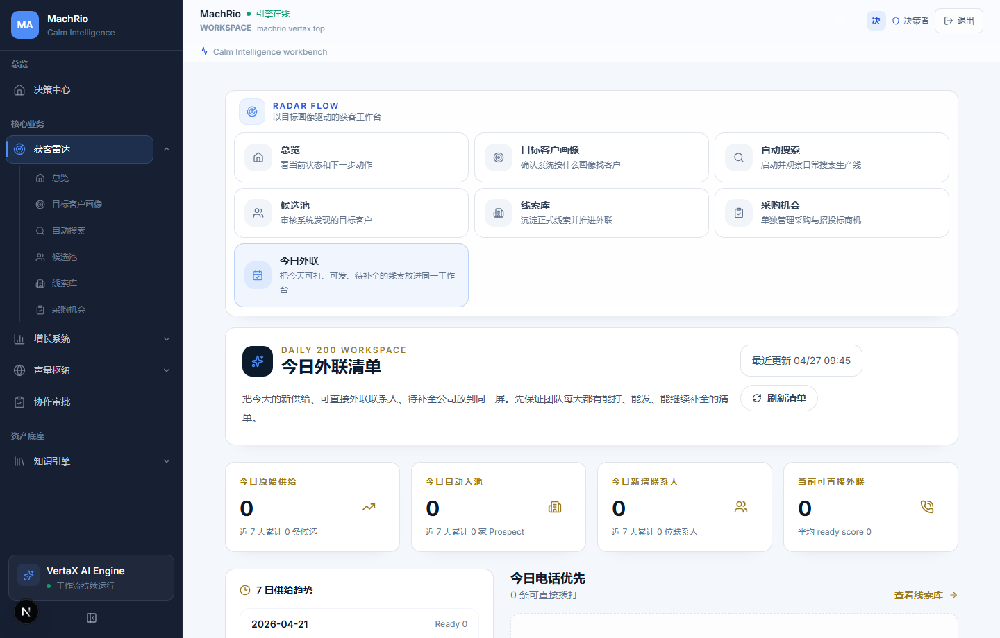 MA
MachRio
Calm Intelligence
总览
决策中心
核心业务
获客雷达
总览
目标客户画像
自动搜索
候选池
线索库
采购机会
增长系统
声量枢纽
协作审批
资产底座
知识引擎
VertaX AI Engine
工作流持续运行
N
MachRio
引擎在线
WORKSPACE machrio.vertax.top
决
决策者
退出
Calm Intelligence workbench
RADAR FLOW
以目标画像驱动的获客工作台
总览
看当前状态和下一步动作
目标客户画像
确认系统按什么画像找客户
自动搜索
启动并观察日常搜索生产线
候选池
审核系统发现的目标客户
线索库
沉淀正式线索并推进外联
采购机会
单独管理采购与招投标商机
今日外联
把今天可打、可发、待补全的线索放进同一工作
台
DAILY 200 WORKSPACE
今日外联清单
最近更新 04/27 09:45
把今天的新供给、可直接外联联系人、待补全公司放到同一屏。先保证团队每天都有能打、能发、能继续补全的清
单。
刷新清单
今日原始供给
0
近 7 天累计 0 条候选
今日自动入池
0
近 7 天累计 0 家 Prospect
今日新增联系人
0
近 7 天累计 0 位联系人
当前可直接外联
0
平均 ready score 0
7 日供给趋势
2026-04-21
Ready 0
今日电话优先
0 条可直接拨打
查看线索库